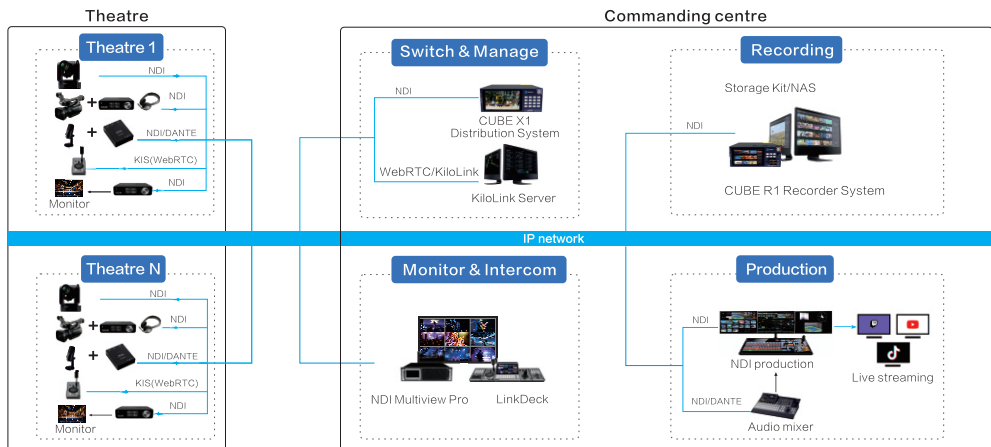 Theatre
Commanding centre
Theatre 1
NDI
+
NDI
+
NDI/DANTE
KIS(WebRTC)
NDI
Monitor
Switch & Manage
NDI
CUBE X1
Distribution System
WebRTC/KiloLink
KiloLink Server
Recording
Storage Kit/NAS
NDI
CUBE R1 Recorder System
IP network
Theatre N
NDI
+
NDI
+
NDI/DANTE
KIS(WebRTC)
NDI
Monitor
Monitor & Intercom
NDI Multiview Pro
LinkDeck
Production
NDI
NDI production
Live streaming
NDI/DANTE
Audio mixer